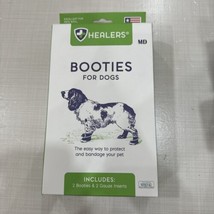 HEALERS®
MD
BOOTIES
FOR DOGS
The easy way to protect
and bandage your pet
INCLUDES:
2 Booties & 2 Gauze Inserts